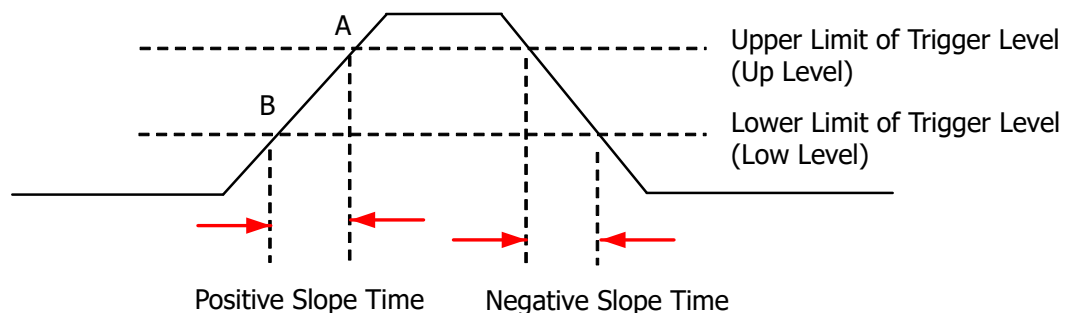 A
Upper Limit of Trigger Level
(Up Level)
B
Lower Limit of Trigger Level
(Low Level)
Positive Slope Time
Negative Slope Time